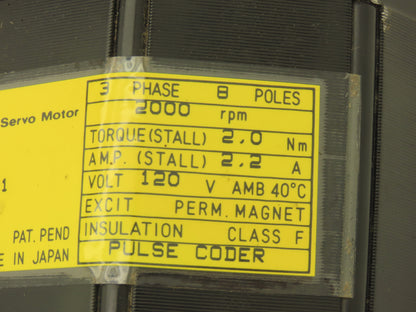 3 PHASE 8 POLES
2000 rpm
Servo Motor
TORQUE(STALL) 2.0 Nm
AMP. (STALL) 2.2 A
VOLT 120 V AMB 40°C
1
EXCIT PERM. MAGNET
PAT. PEND
INSULATION CLASS F
IN JAPAN
PULSE CODER